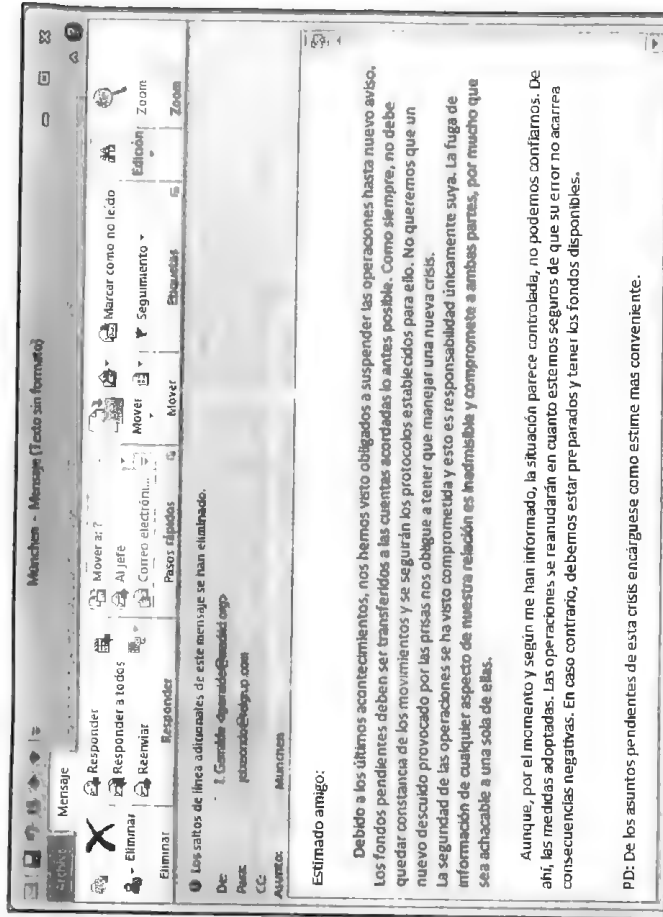 Munchen - Mensaje (Texto sin formato)
Archivo Mensaje
Eliminar
Eliminar
Responder
Responder a todos
Reenviar
Responder
Mover a: ?
Al jefe
Correo electróni...
Pasos rápidos
Mover
Mover
Marcar como no leído
Seguimiento
Etiquetas
Edición
Zoom
Zoom
Los saltos de línea adicionales de este mensaje se han eliminado.
De:
Para:
CC:
Asunto: Munchen
Estimado amigo:
Debido a los últimos acontecimientos, nos hemos visto obligados a suspender las operaciones hasta nuevo aviso.
Los fondos pendientes deben ser transferidos a las cuentas acordadas lo antes posible. Como siempre, no debe
quedar constancia de los movimientos y se seguirán los protocolos establecidos para ello. No queremos que un
nuevo descuido provocado por las prisas nos obligue a tener que manejar una nueva crisis.
La seguridad de las operaciones se ha visto comprometida y esto es responsabilidad únicamente suya. La fuga de
información de cualquier aspecto de nuestra relación es inadmisible y compromete a ambas partes, por mucho que
sea achacable a una sola de ellas.
Aunque, por el momento y según me han informado, la situación parece controlada, no podemos confiarnos. De
ahí, las medidas adoptadas. Las operaciones se reanudarán en cuanto estemos seguros de que su error no acarrea
consecuencias negativas. En caso contrario, debemos estar preparados y tener los fondos disponibles.
PD: De los asuntos pendientes de esta crisis encárguese como estime mas conveniente.